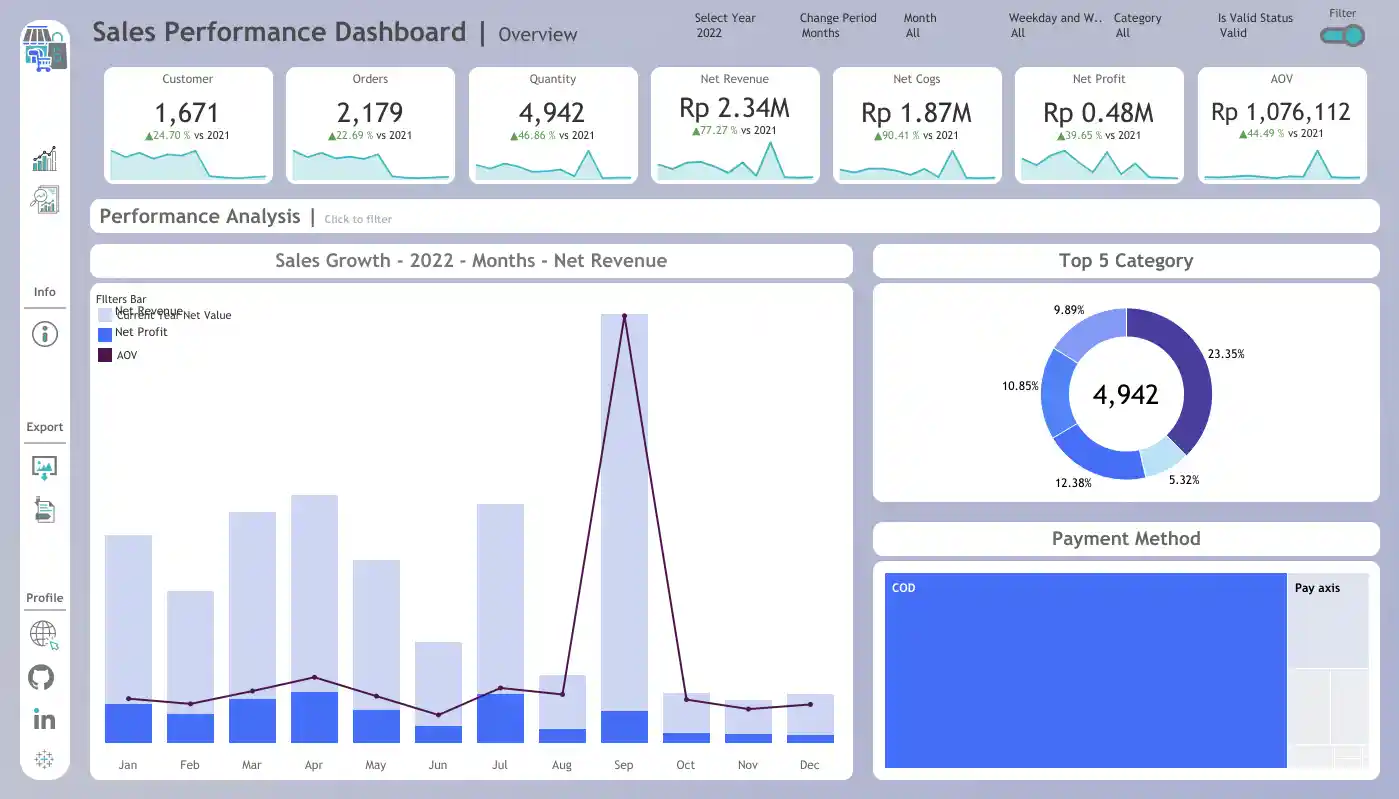 Sales Performance Dashboard | Overview
Select Year
2022
Change Period
Months
Month
All
Weekday and W..
All
Category
All
Is Valid Status
Valid
Filter
Customer
1,671
▲24.70 % vs 2021
Orders
2,179
▲22.69 % vs 2021
Quantity
4,942
▲46.86 % vs 2021
Net Revenue
Rp 2.34M
▲77.27 % vs 2021
Net Cogs
Rp 1.87M
▲90.41 % vs 2021
Net Profit
Rp 0.48M
▲39.65 % vs 2021
AOV
Rp 1,076,112
▲44.49 % vs 2021
Performance Analysis | Click to filter
Sales Growth - 2022 - Months - Net Revenue
FIlters Bar
Net Revenue
Current Year Net Value
Net Profit
AOV
Jan Feb Mar Apr May Jun Jul Aug Sep Oct Nov Dec
Top 5 Category
9.89%
23.35%
10.85%
4,942
12.38%
5.32%
Payment Method
COD
Pay axis
Info
Export
Profile
in